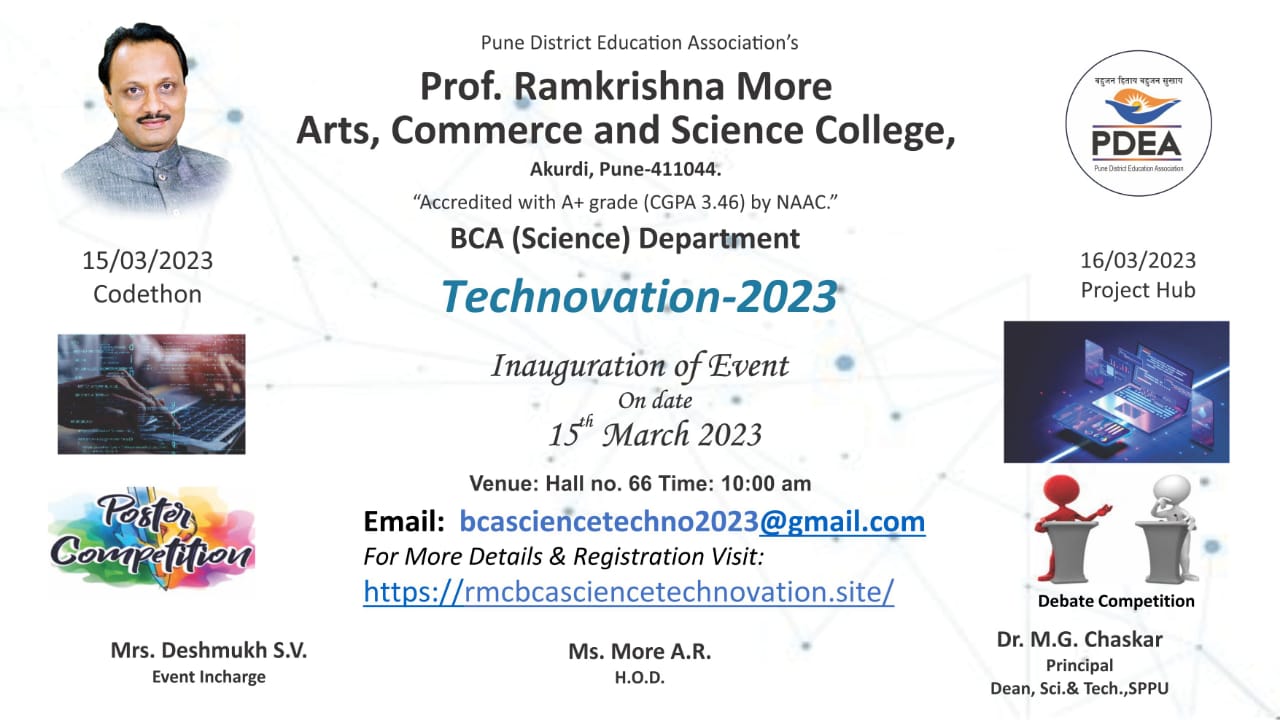 Pune District Education Association's
Prof. Ramkrishna More
Arts, Commerce and Science College,
Akurdi, Pune-411044.
“Accredited with A+ grade (CGPA 3.46) by NAAC.”
BCA (Science) Department
बहुजन हिताय बहुजन सुखाय
PDEA
Pune District Education Association
15/03/2023
Codethon
Technovation-2023
16/03/2023
Project Hub
Inauguration of Event
On date
15th March 2023
Venue: Hall no. 66 Time: 10:00 am
Email: bcasciencetechno2023@gmail.com
For More Details & Registration Visit:
https://rmcbcasciencetechnovation.site/
Poster
Competition
Debate Competition
Mrs. Deshmukh S.V.
Event Incharge
Ms. More A.R.
H.O.D.
Dr. M.G. Chaskar
Principal
Dean, Sci.& Tech.,SPPU